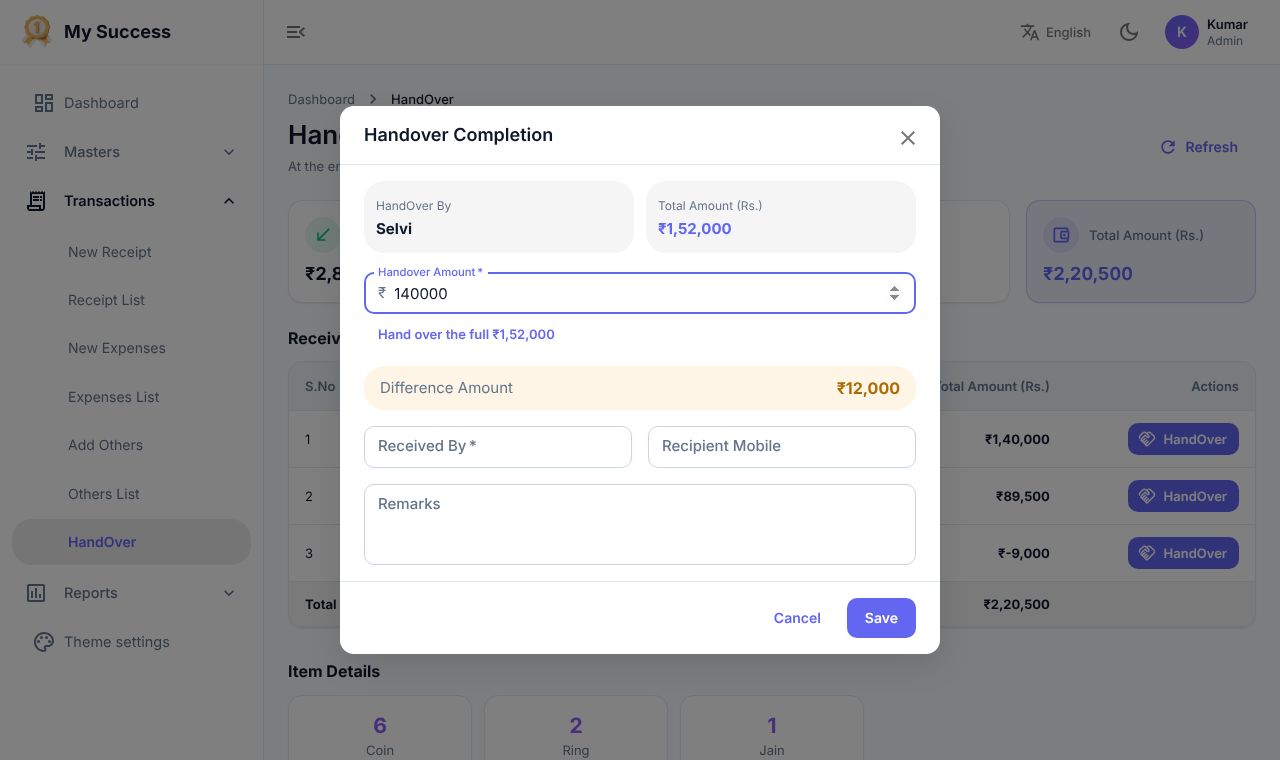 My Success
English
K
Kumar
Admin
Dashboard
Masters
Transactions
New Receipt
Receipt List
New Expenses
Expenses List
Add Others
Others List
HandOver
Reports
Theme settings
Dashboard
HandOver
At the
Refresh
Total Amount (Rs.)
₹2,20,500
Handover Completion
HandOver By
Selvi
Total Amount (Rs.)
₹1,52,000
Handover Amount *
₹ 140000
Hand over the full ₹1,52,000
Difference Amount
₹12,000
Received By *
Recipient Mobile
Remarks
Cancel
Save
S.No
Total Amount (Rs.)
Actions
1
₹1,40,000
HandOver
2
₹89,500
HandOver
3
₹-9,000
HandOver
Total
₹2,20,500
Item Details
6
Coin
2
Ring
1
Jain